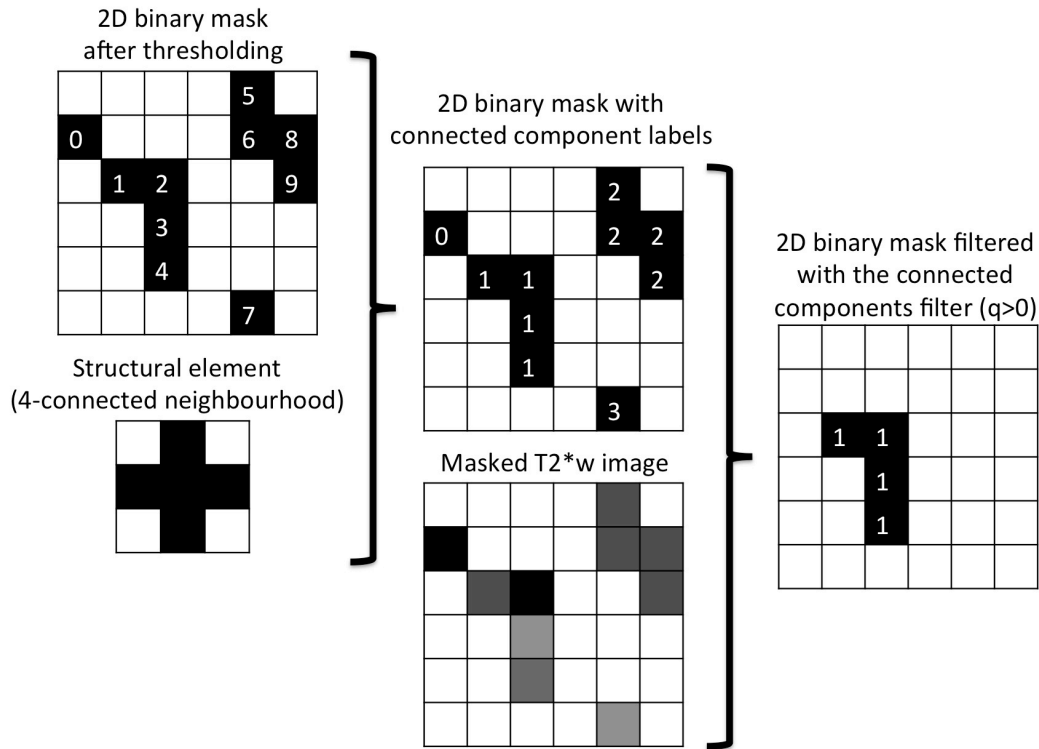 2D binary mask
after thresholding
5
0 6 8
1 2 9
3
4
7
Structural element
(4-connected neighbourhood)
2D binary mask with
connected component labels
2
0 2 2
1 1 2
1
1
3
Masked T2*w image
2D binary mask filtered
with the connected
components filter (q>0)
1 1
1
1